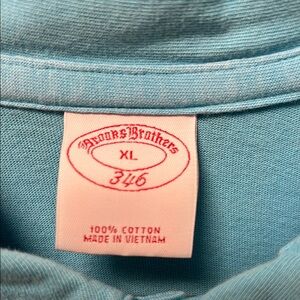 Brooks Brothers
XL
346
100% COTTON
MADE IN VIETNAM